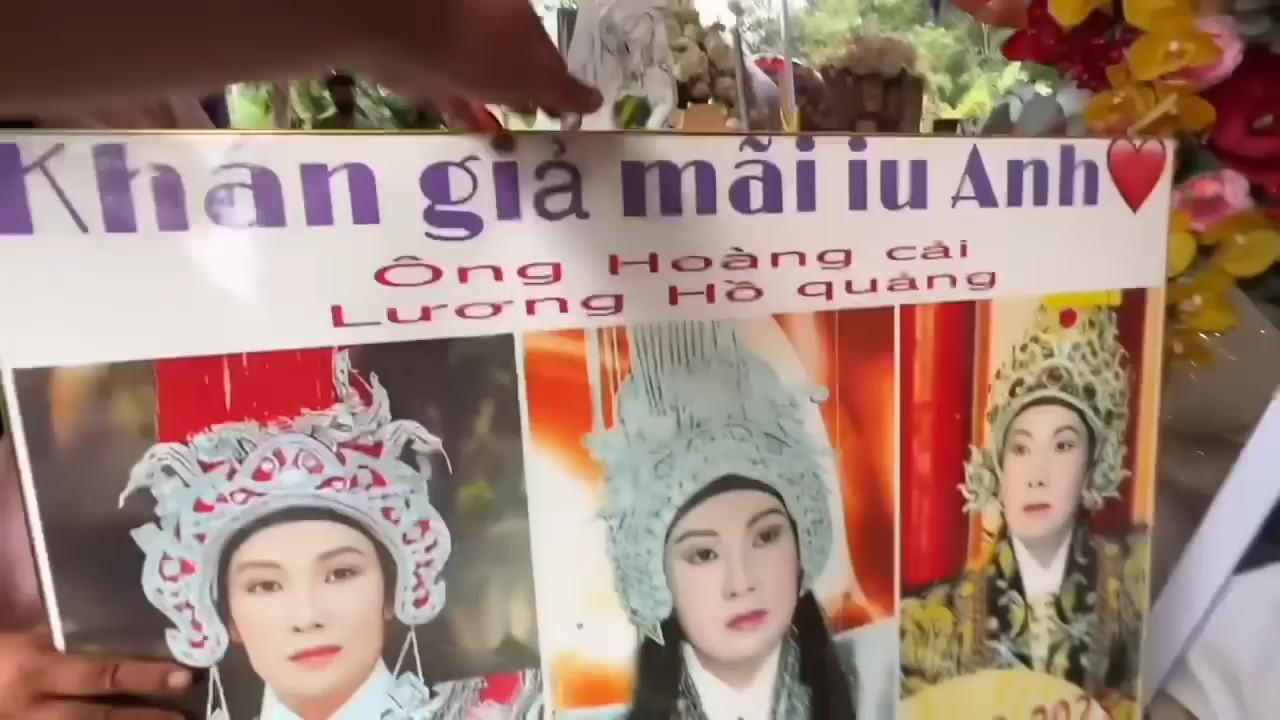 Khán giả mãi iu Anh
Ông Hoàng cải
Lương Hồ quảng